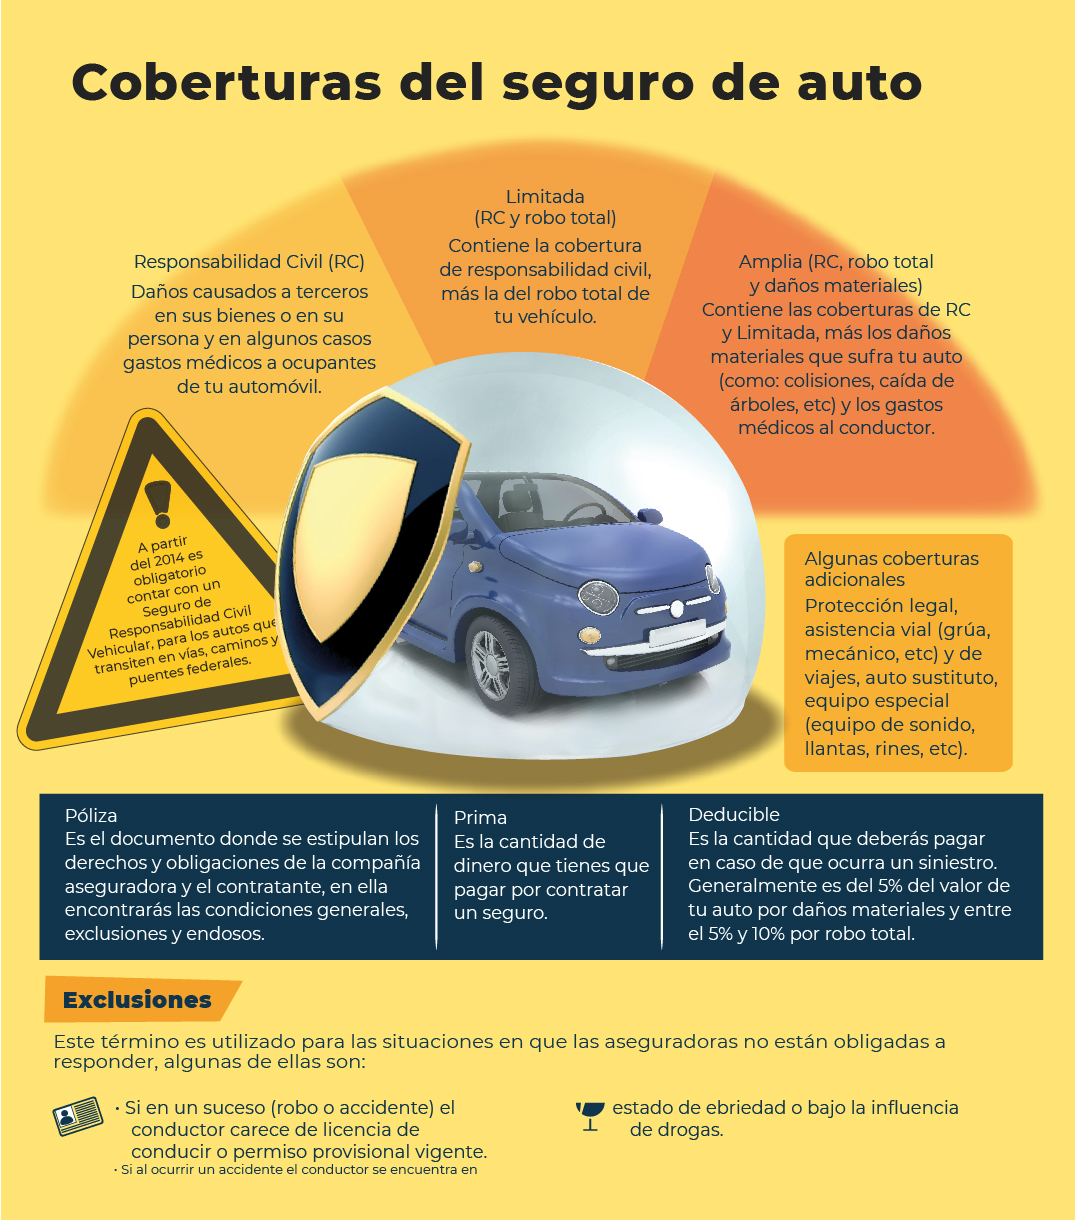 Coberturas del seguro de auto
Responsabilidad Civil (RC)
Daños causados a terceros
en sus bienes o en su
persona y en algunos casos
gastos médicos a ocupantes
de tu automóvil.
Limitada
(RC y robo total)
Contiene la cobertura
de responsabilidad civil,
más la del robo total de
tu vehículo.
Amplia (RC, robo total
y daños materiales)
Contiene las coberturas de RC
y Limitada, más los daños
materiales que sufra tu auto
(como: colisiones, caída de
árboles, etc) y los gastos
médicos al conductor.
A partir
del 2014 es
obligatorio
contar con un
Seguro de
Responsabilidad Civil
Vehicular, para los autos que
transiten en vías, caminos y
puentes federales.
Algunas coberturas
adicionales
Protección legal,
asistencia vial (grúa,
mecánico, etc) y de
viajes, auto sustituto,
equipo especial
(equipo de sonido,
llantas, rines, etc).
Póliza
Es el documento donde se estipulan los
derechos y obligaciones de la compañía
aseguradora y el contratante, en ella
encontrarás las condiciones generales,
exclusiones y endosos.
Prima
Es la cantidad de
dinero que tienes que
pagar por contratar
un seguro.
Deducible
Es la cantidad que deberás pagar
en caso de que ocurra un siniestro.
Generalmente es del 5% del valor de
tu auto por daños materiales y entre
el 5% y 10% por robo total.
Exclusiones
Este término es utilizado para las situaciones en que las aseguradoras no están obligadas a
responder, algunas de ellas son:
• Si en un suceso (robo o accidente) el
conductor carece de licencia de
conducir o permiso provisional vigente.
• Si al ocurrir un accidente el conductor se encuentra en
estado de ebriedad o bajo la influencia
de drogas.